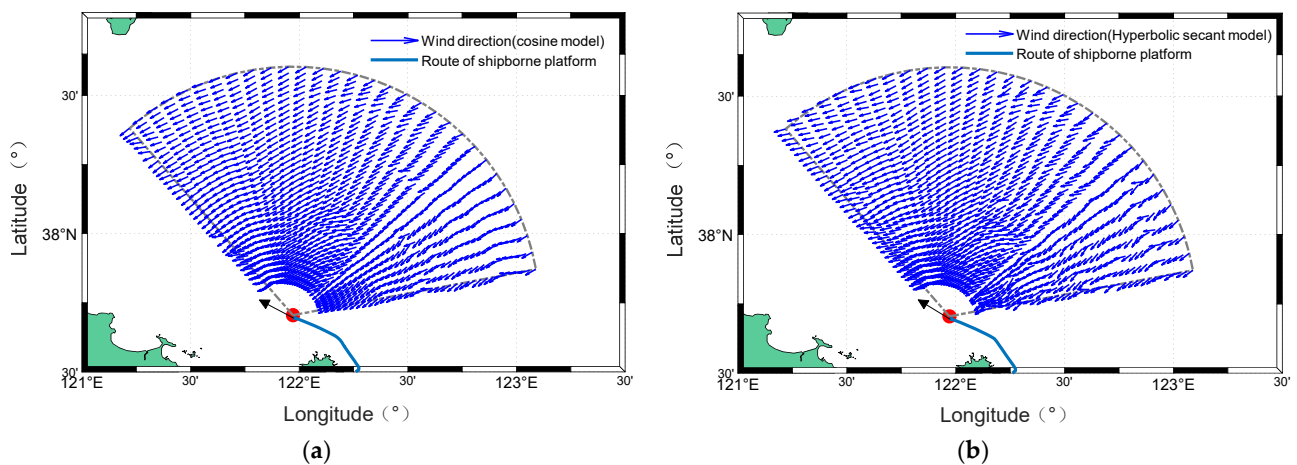 Wind direction(cosine model)
Route of shipborne platform
30'
38°N
30'
121°E
30'
122°E
30'
123°E
30'
Latitude（°）
Longitude（°）
(a)
Wind direction(Hyperbolic secant model)
Route of shipborne platform
30'
38°N
30'
121°E
30'
122°E
30'
123°E
30'
Latitude（°）
Longitude（°）
(b)